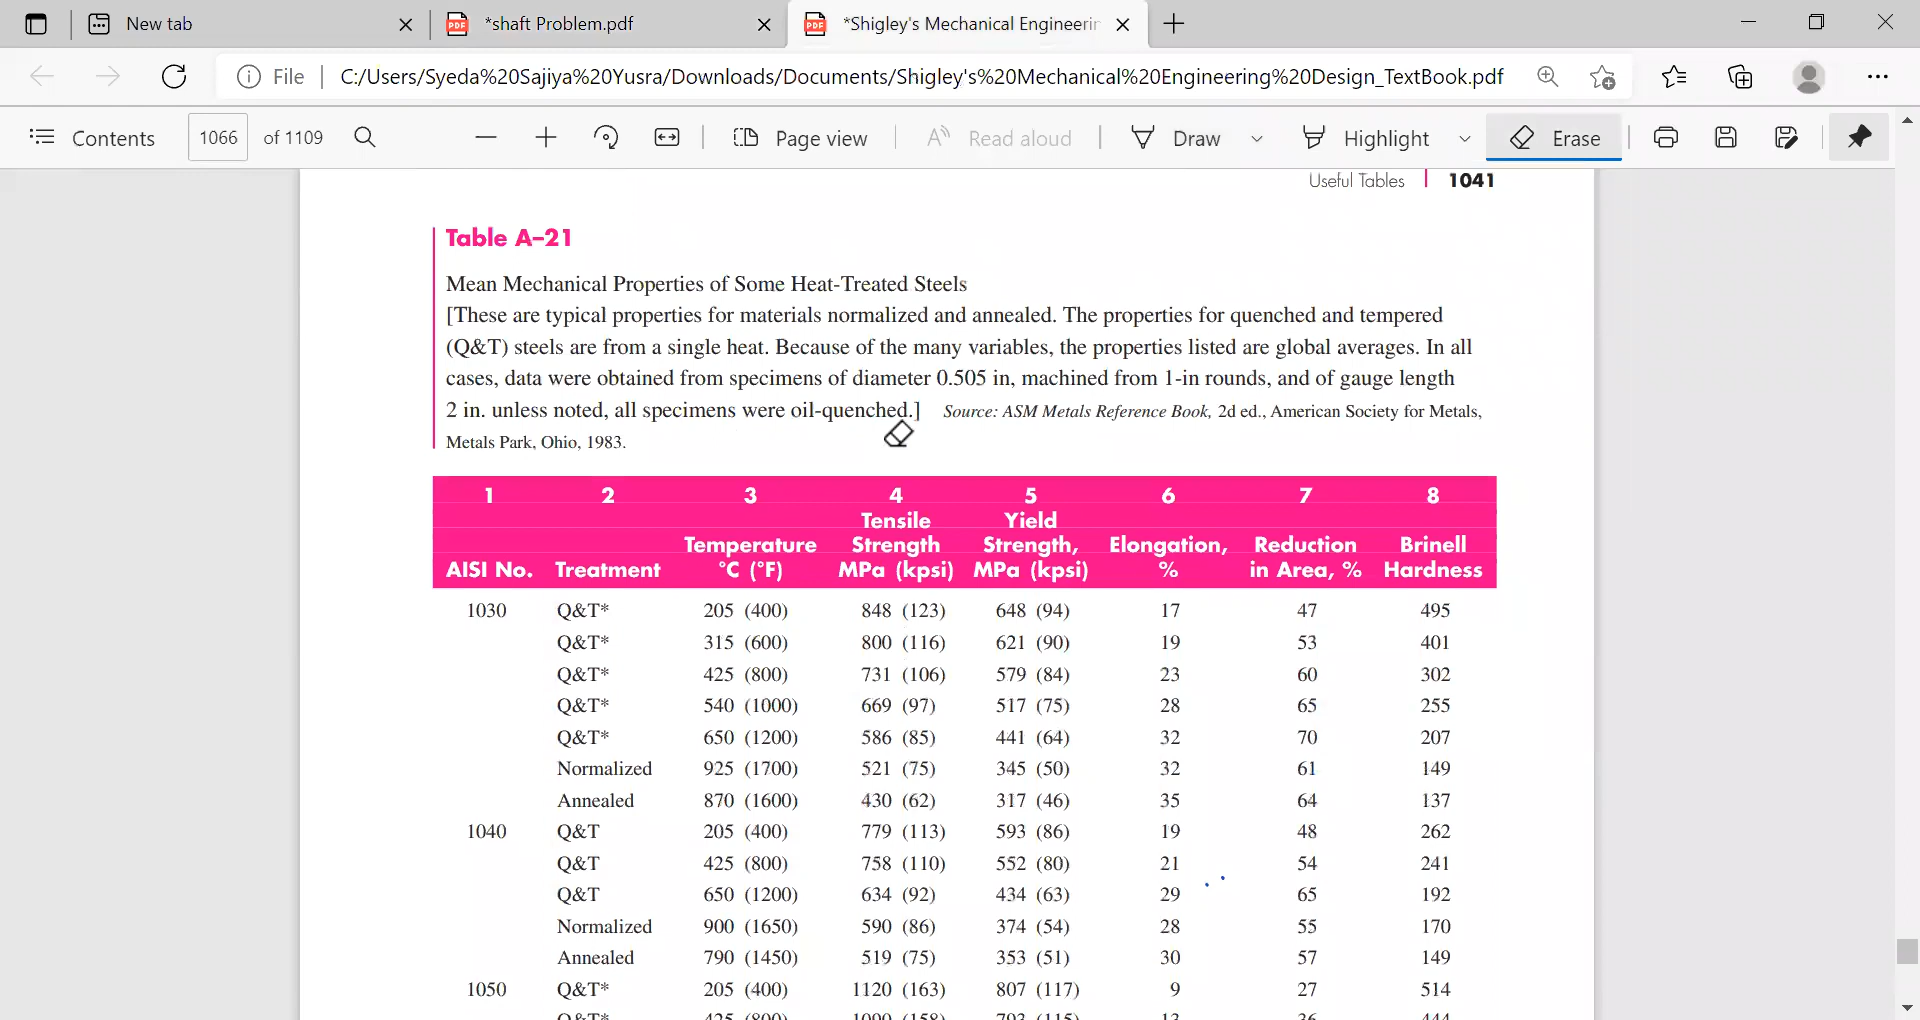 New tab
*shaft Problem.pdf
*Shigley's Mechanical Engineerin
File
C:/Users/Syeda%20Sajiya%20Yusra/Downloads/Documents/Shigley's%20Mechanical%20Engineering%20Design_TextBook.pdf
Contents
1066 of 1109
Page view
Read aloud
Draw
Highlight
Erase
Useful Tables 1041
Table A–21
Mean Mechanical Properties of Some Heat-Treated Steels
[These are typical properties for materials normalized and annealed. The properties for quenched and tempered
(Q&T) steels are from a single heat. Because of the many variables, the properties listed are global averages. In all
cases, data were obtained from specimens of diameter 0.505 in, machined from 1-in rounds, and of gauge length
2 in. unless noted, all specimens were oil-quenched.] Source: ASM Metals Reference Book, 2d ed., American Society for Metals,
Metals Park, Ohio, 1983.
1 2 3 4 5 6 7 8
Tensile Yield
Temperature Strength Strength, Elongation, Reduction Brinell
AISI No. Treatment °C (°F) MPa (kpsi) MPa (kpsi) % in Area, % Hardness
1030 Q&T* 205 (400) 848 (123) 648 (94) 17 47 495
Q&T* 315 (600) 800 (116) 621 (90) 19 53 401
Q&T* 425 (800) 731 (106) 579 (84) 23 60 302
Q&T* 540 (1000) 669 (97) 517 (75) 28 65 255
Q&T* 650 (1200) 586 (85) 441 (64) 32 70 207
Normalized 925 (1700) 521 (75) 345 (50) 32 61 149
Annealed 870 (1600) 430 (62) 317 (46) 35 64 137
1040 Q&T 205 (400) 779 (113) 593 (86) 19 48 262
Q&T 425 (800) 758 (110) 552 (80) 21 54 241
Q&T 650 (1200) 634 (92) 434 (63) 29 65 192
Normalized 900 (1650) 590 (86) 374 (54) 28 55 170
Annealed 790 (1450) 519 (75) 353 (51) 30 57 149
1050 Q&T* 205 (400) 1120 (163) 807 (117) 9 27 514
Q&T* 425 (800) 1090 (158) 793 (115) 13 36 444